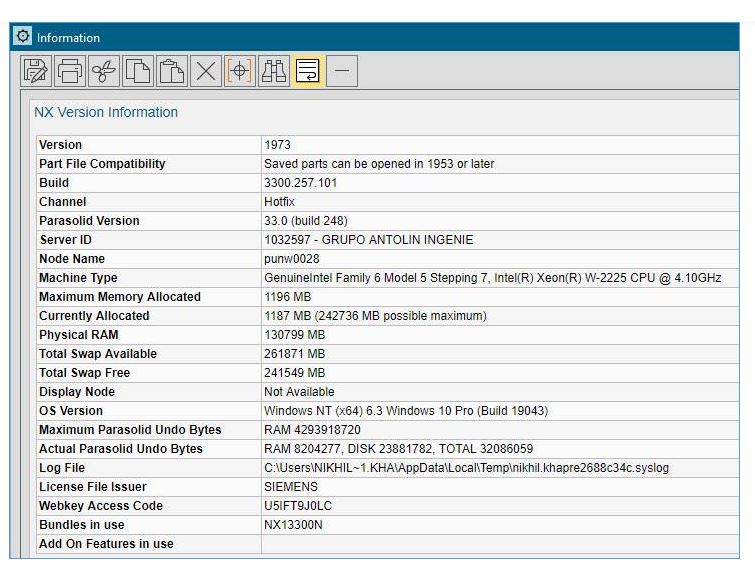 Information
NX Version Information
Version 1973
Part File Compatibility Saved parts can be opened in 1953 or later
Build 3300.257.101
Channel Hotfix
Parasolid Version 33.0 (build 248)
Server ID 1032597 - GRUPO ANTOLIN INGENIE
Node Name punw0028
Machine Type GenuineIntel Family 6 Model 5 Stepping 7, Intel(R) Xeon(R) W-2225 CPU @ 4.10GHz
Maximum Memory Allocated 1196 MB
Currently Allocated 1187 MB (242736 MB possible maximum)
Physical RAM 130799 MB
Total Swap Available 261871 MB
Total Swap Free 241549 MB
Display Node Not Available
OS Version Windows NT (x64) 6.3 Windows 10 Pro (Build 19043)
Maximum Parasolid Undo Bytes RAM 4293918720
Actual Parasolid Undo Bytes RAM 8204277, DISK 23881782, TOTAL 32086059
Log File C:\Users\NIKHIL~1.KHA\AppData\Local\Temp\nikhil.khapre2688c34c.syslog
License File Issuer SIEMENS
Webkey Access Code U5IFT9J0LC
Bundles in use NX13300N
Add On Features in use